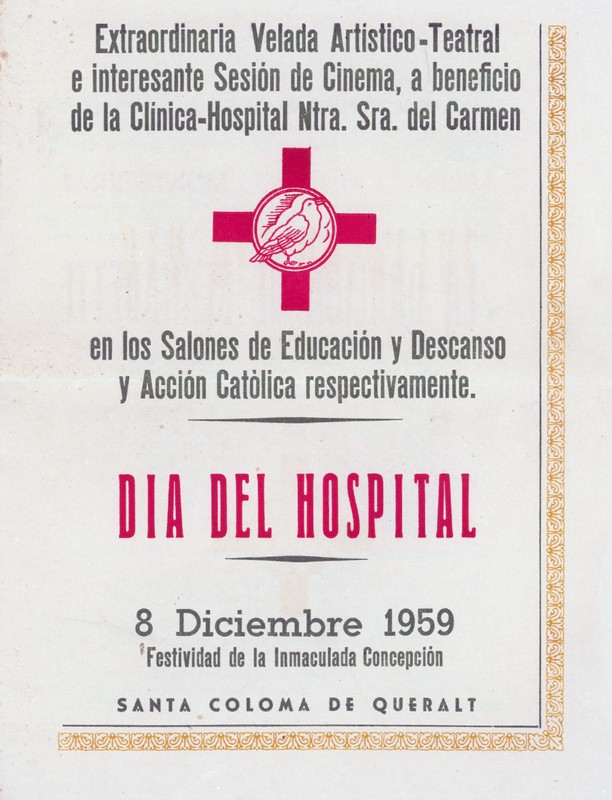 Extraordinaria Velada Artistico-Teatral
e interesante Sesión de Cinema, a beneficio
de la Clínica-Hospital Ntra. Sra. del Carmen
en los Salones de Educación y Descanso
y Acción Católica respectivamente.
DIA DEL HOSPITAL
8 Diciembre 1959
Festividad de la Inmaculada Concepción
SANTA COLOMA DE QUERALT